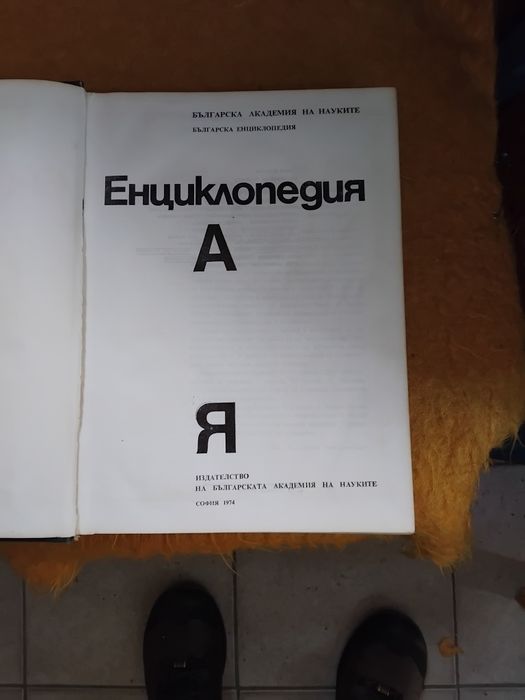 БЪЛГАРСКА АКАДЕМИЯ НА НАУКИТЕ
БЪЛГАРСКА ЕНЦИКЛОПЕДИЯ
Енциклопедия
А
Я
ИЗДАТЕЛСТВО
НА БЪЛГАРСКАТА АКАДЕМИЯ НА НАУКИТЕ
СОФИЯ 1974